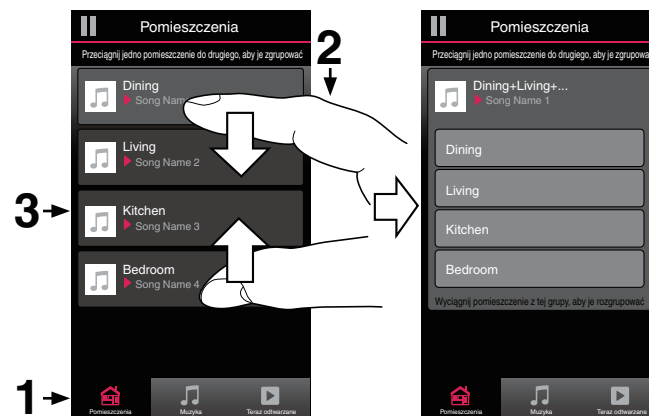 Pomieszczenia
Przeciągnij jedno pomieszczenie do drugiego, aby je zgrupować
2
Dining
Song Nam
Living
Song Name 2
3
Kitchen
Song Name 3
Bedroom
Song Name 4
1
Pomieszczenia
Muzyka
Teraz odtwarzane
Pomieszczenia
Przeciągnij jedno pomieszczenie do drugiego, aby je zgrupowa
Dining+Living+...
Song Name 1
Dining
Living
Kitchen
Bedroom
Wyciągnij pomieszczenie z tej grupy, aby je rozgrupować
Pomieszczenia
Muzyka
Teraz odtwarzane